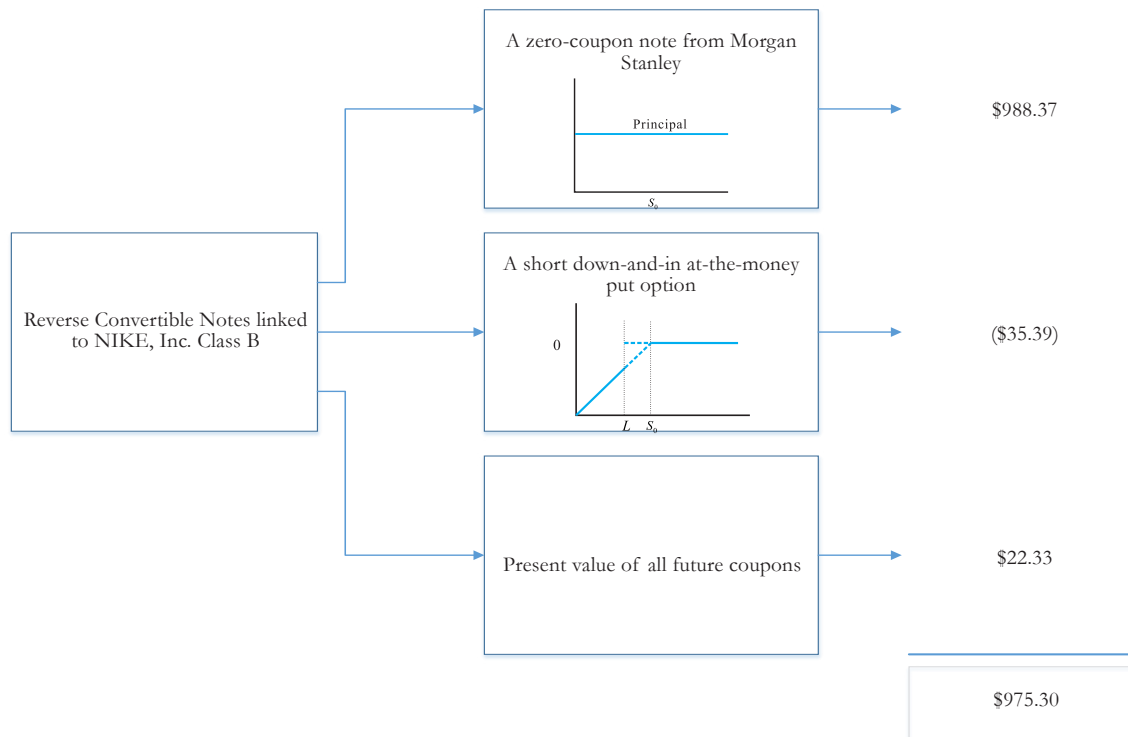 A zero-coupon note from Morgan
Stanley
Principal
S₀
$988.37
Reverse Convertible Notes linked
to NIKE, Inc. Class B
A short down-and-in at-the-money
put option
0
L S₀
($35.39)
Present value of all future coupons
$22.33
$975.30